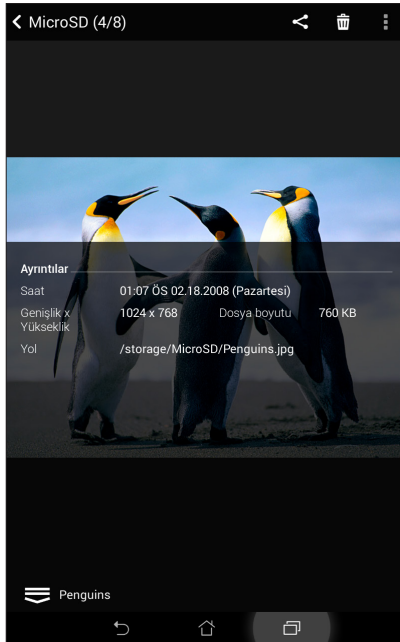 MicroSD (4/8)
Ayrıntılar
Saat 01:07 ÖS 02.18.2008 (Pazartesi)
Genişlik x 1024 x 768 Dosya boyutu 760 KB
Yükseklik
Yol /storage/MicroSD/Penguins.jpg
Penguins